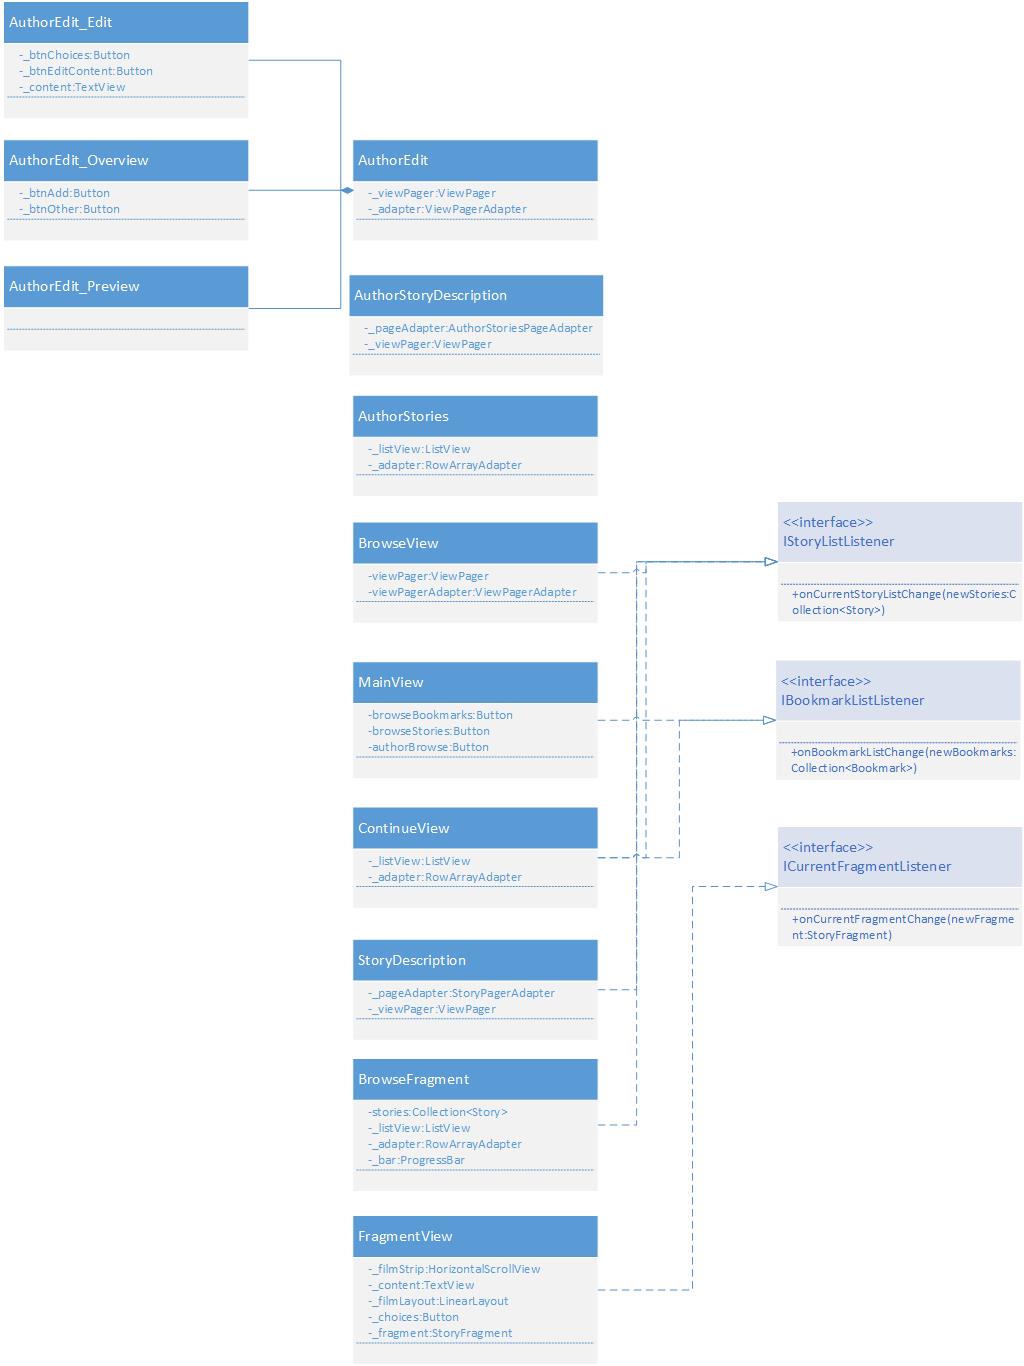 AuthorEdit_Edit
-_btnChoices:Button
-_btnEditContent:Button
-_content:TextView
AuthorEdit_Overview
-_btnAdd:Button
-_btnOther:Button
AuthorEdit_Preview
AuthorEdit
-_viewPager:ViewPager
-_adapter:ViewPagerAdapter
AuthorStoryDescription
-_pageAdapter:AuthorStoriesPageAdapter
-_viewPager:ViewPager
AuthorStories
-_listView:ListView
-_adapter:RowArrayAdapter
BrowseView
-viewPager:ViewPager
-viewPagerAdapter:ViewPagerAdapter
MainView
-browseBookmarks:Button
-browseStories:Button
-authorBrowse:Button
ContinueView
-_listView:ListView
-_adapter:RowArrayAdapter
StoryDescription
-_pageAdapter:StoryPagerAdapter
-_viewPager:ViewPager
BrowseFragment
-stories:Collection<Story>
-_listView:ListView
-_adapter:RowArrayAdapter
-_bar:ProgressBar
FragmentView
-_filmStrip:HorizontalScrollView
-_content:TextView
-_filmLayout:LinearLayout
-_choices:Button
-_fragment:StoryFragment
<<interface>>
IStoryListListener
+onCurrentStoryListChange(newStories:C
ollection<Story>)
<<interface>>
IBookmarkListListener
+onBookmarkListChange(newBookmarks:
Collection<Bookmark>)
<<interface>>
ICurrentFragmentListener
+onCurrentFragmentChange(newFragme
nt:StoryFragment)